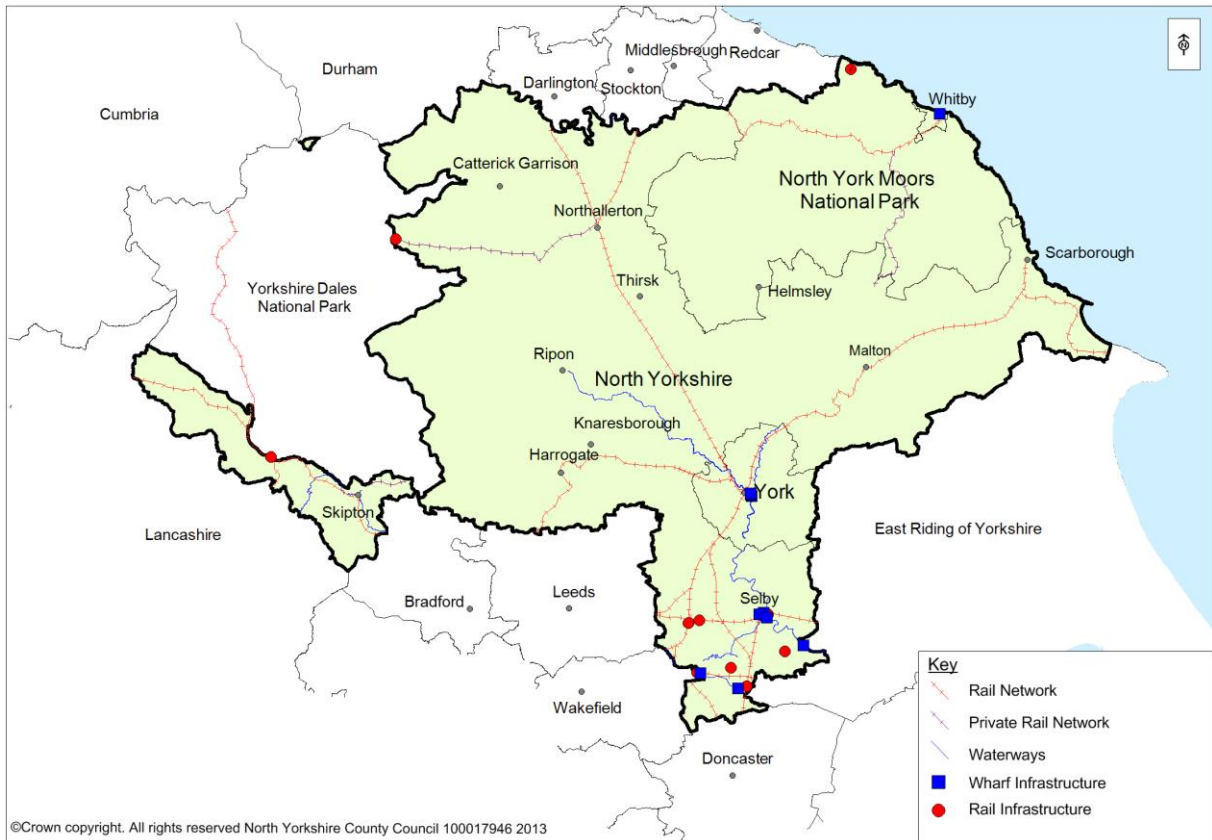 Redcar
Middlesbrough
Durham
Darlington
Stockton
N
Cumbria
Whitby
Catterick Garrison
North York Moors
National Park
Northallerton
Scarborough
Thirsk
Helmsley
Yorkshire Dales
National Park
Malton
Ripon
North Yorkshire
Knaresborough
Harrogate
York
Skipton
East Riding of Yorkshire
Lancashire
Selby
Bradford
Leeds
Wakefield
Doncaster
Key
Rail Network
Private Rail Network
Waterways
Wharf Infrastructure
Rail Infrastructure
©Crown copyright. All rights reserved North Yorkshire County Council 100017946 2013